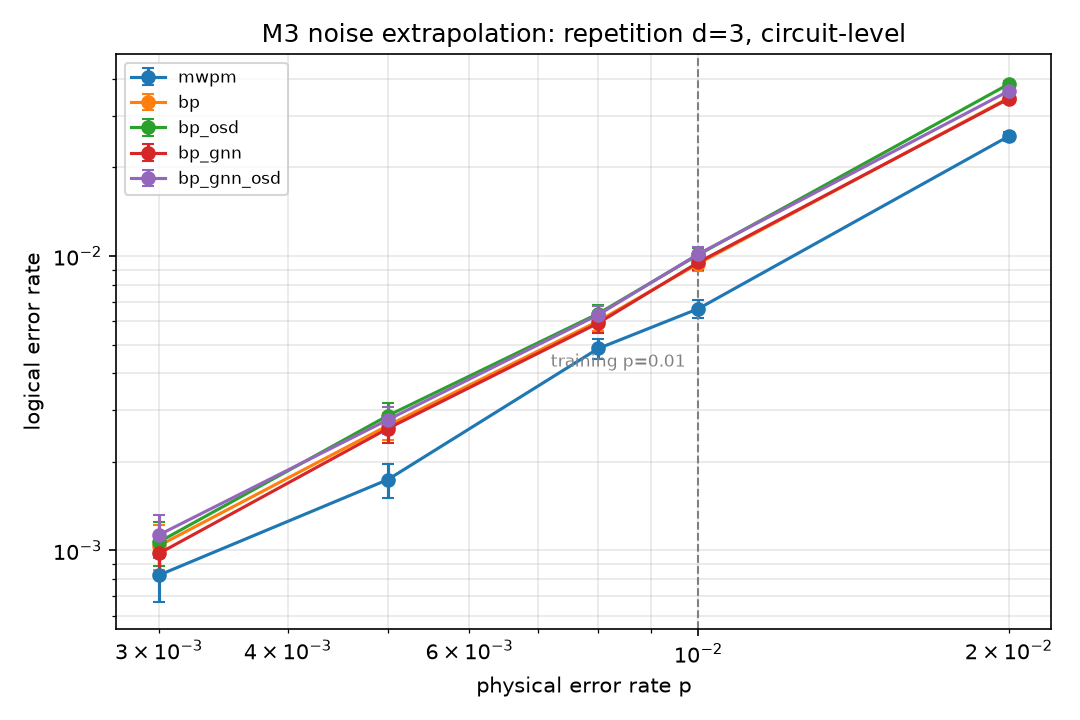 M3 noise extrapolation: repetition d=3, circuit-level
mwpm
bp
bp_osd
bp_gnn
bp_gnn_osd
logical error rate
10⁻²
10⁻³
training p=0.01
3 × 10⁻³
4 × 10⁻³
6 × 10⁻³
10⁻²
2 × 10⁻²
physical error rate p